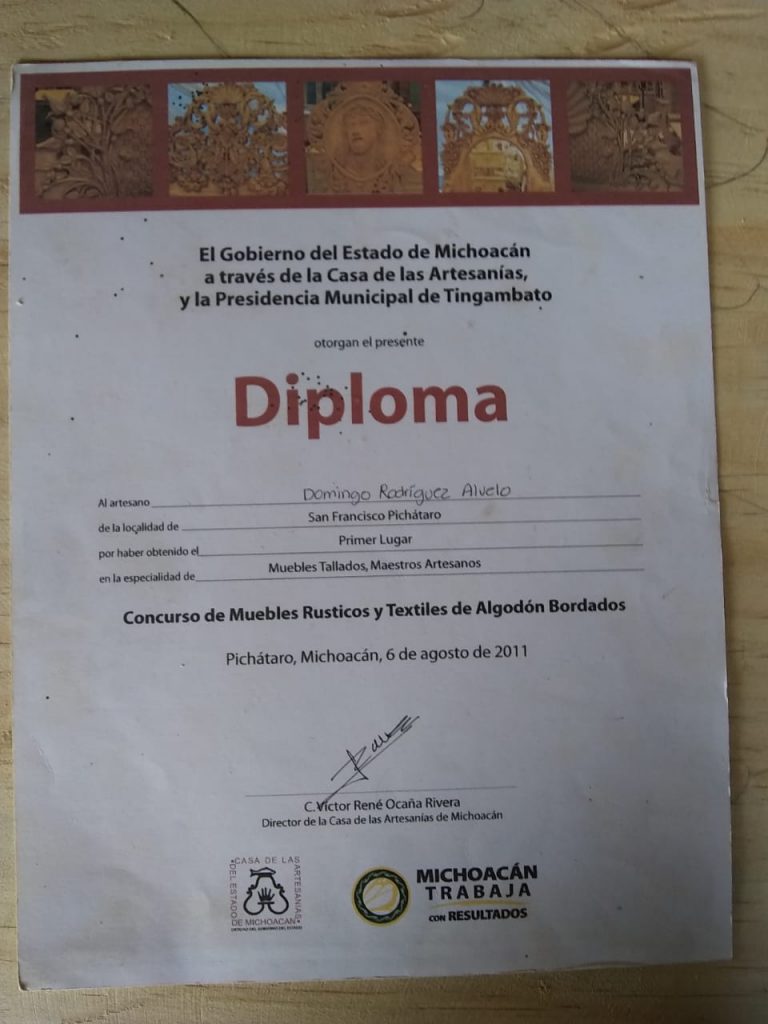 El Gobierno del Estado de Michoacán
a través de la Casa de las Artesanías,
y la Presidencia Municipal de Tingambato
otorgan el presente
Diploma
Al artesano Domingo Rodríguez Alvelo
de la localidad de San Francisco Pichátaro
por haber obtenido el Primer Lugar
en la especialidad de Muebles Tallados, Maestros Artesanos
Concurso de Muebles Rusticos y Textiles de Algodón Bordados
Pichátaro, Michoacán, 6 de agosto de 2011
C. Víctor René Ocaña Rivera
Director de la Casa de las Artesanías de Michoacán
CASA DE LAS
ARTESANÍAS
DEL ESTADO
DE MICHOACÁN
MICHOACÁN
TRABAJA
CON RESULTADOS